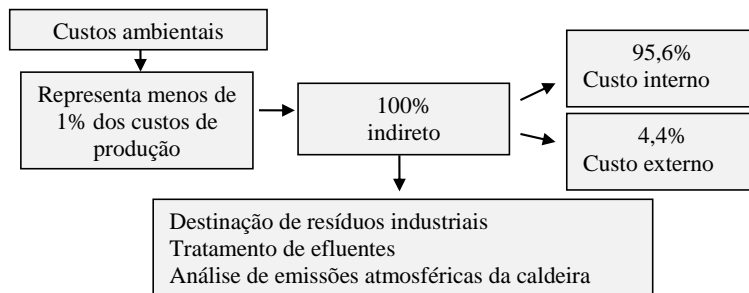 Custos ambientais
Representa menos de
1% dos custos de
produção
100%
indireto
95,6%
Custo interno
4,4%
Custo externo
Destinação de resíduos industriais
Tratamento de efluentes
Análise de emissões atmosféricas da caldeira